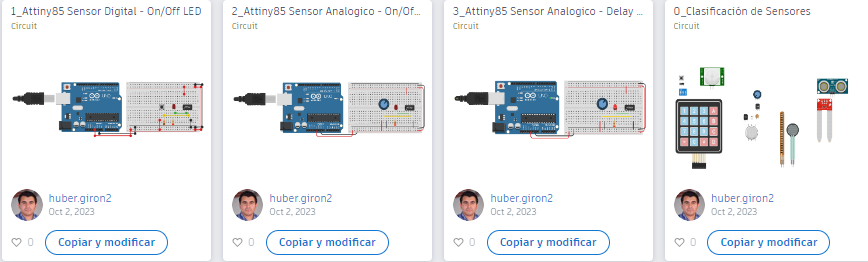 1_Attiny85 Sensor Digital - On/Off LED
Circuit
huber.giron2
Oct 2, 2023
0
Copiar y modificar
2_Attiny85 Sensor Analogico - On/Of...
Circuit
huber.giron2
Oct 2, 2023
0
Copiar y modificar
3_Attiny85 Sensor Analogico - Delay ...
Circuit
huber.giron2
Oct 2, 2023
0
Copiar y modificar
0_Clasificación de Sensores
Circuit
huber.giron2
Oct 2, 2023
0
Copiar y modificar